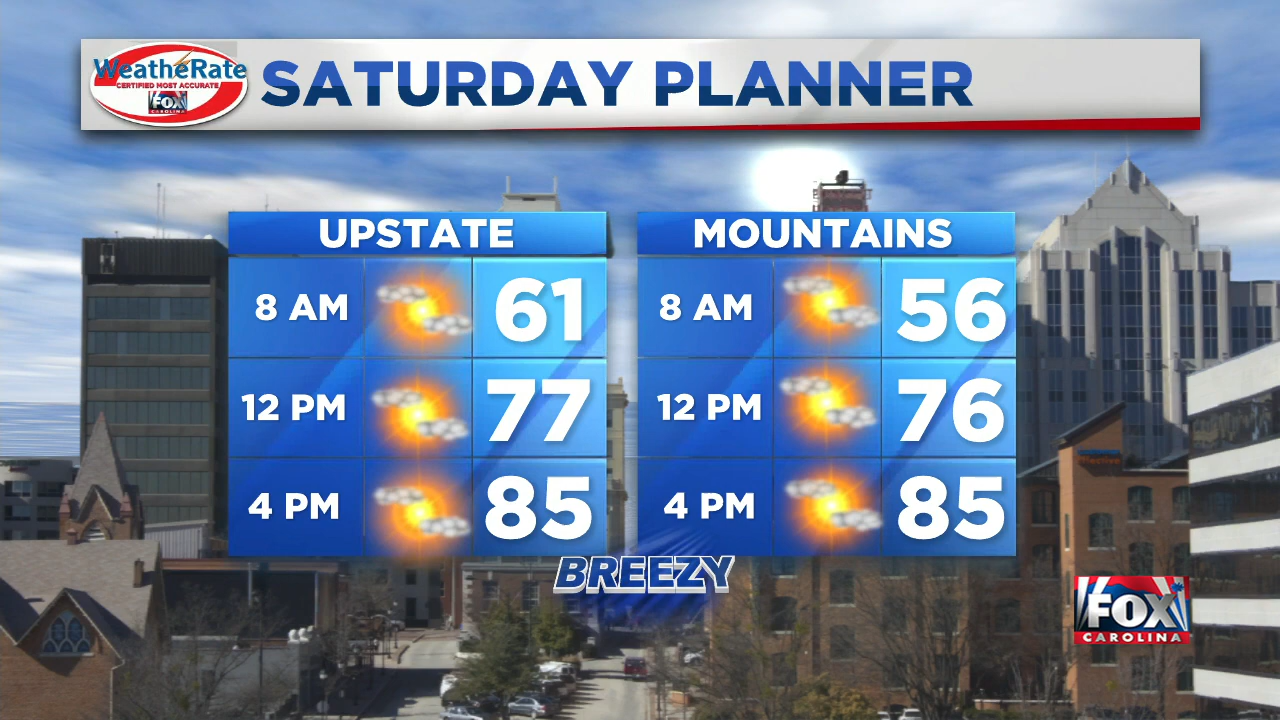 WeatheRate
CERTIFIED MOST ACCURATE
FOX
CAROLINA
SATURDAY PLANNER
UPSTATE
8 AM 61
12 PM 77
4 PM 85
MOUNTAINS
8 AM 56
12 PM 76
4 PM 85
BREEZY
FOX
CAROLINA